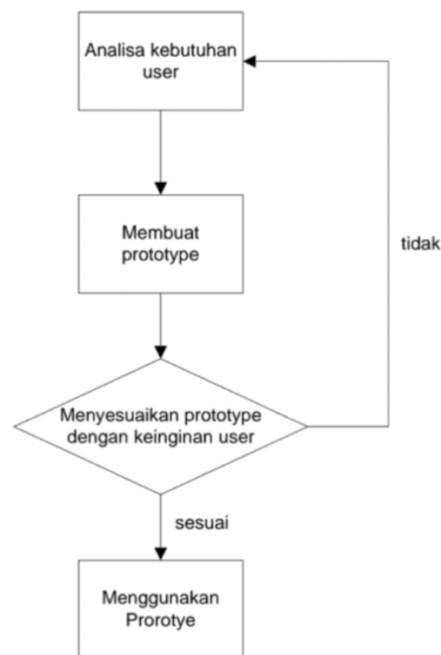 Analisa kebutuhan
user
Membuat
prototype
tidak
Menyesuaikan prototype
dengan keinginan user
sesuai
Menggunakan
Prorotye